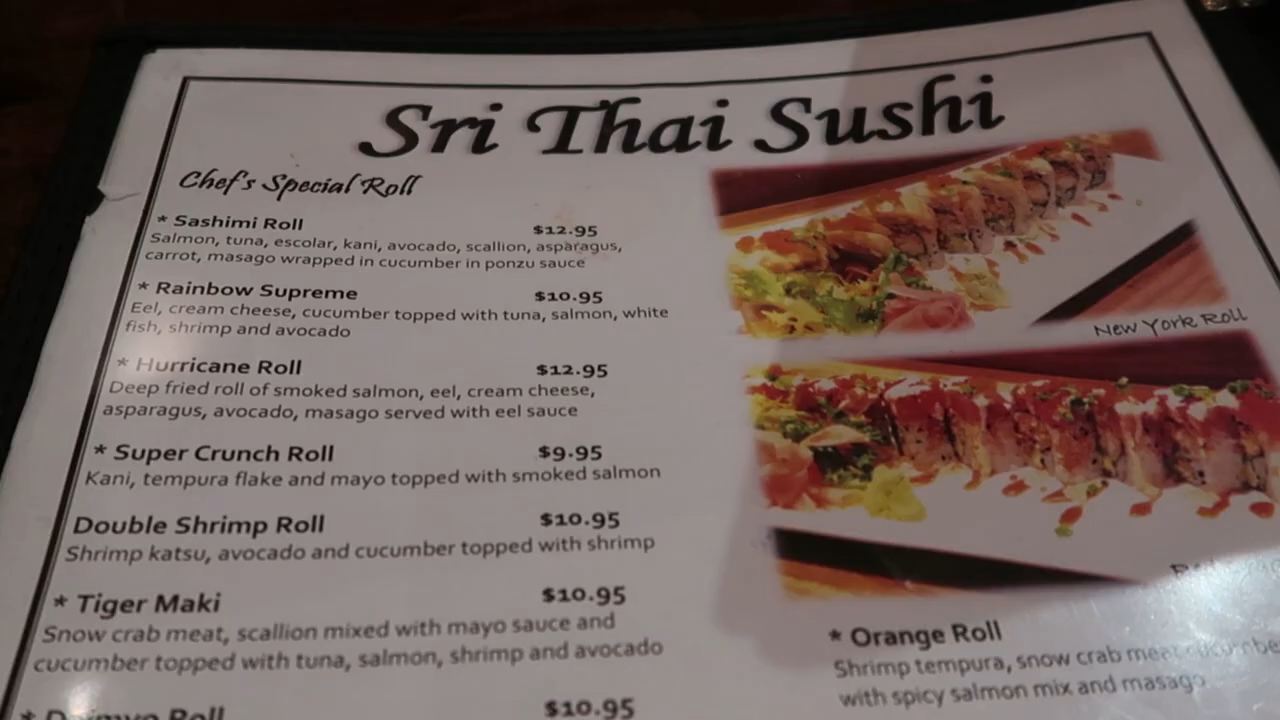 Sri Thai Sushi
Chef's Special Roll
* Sashimi Roll $12.95
Salmon, tuna, escolar, kani, avocado, scallion, asparagus,
carrot, masago wrapped in cucumber in ponzu sauce
* Rainbow Supreme $10.95
Eel, cream cheese, cucumber topped with tuna, salmon, white
fish, shrimp and avocado
* Hurricane Roll $12.95
Deep fried roll of smoked salmon, eel, cream cheese,
asparagus, avocado, masago served with eel sauce
* Super Crunch Roll $9.95
Kani, tempura flake and mayo topped with smoked salmon
Double Shrimp Roll $10.95
Shrimp katsu, avocado and cucumber topped with shrimp
* Tiger Maki $10.95
Snow crab meat, scallion mixed with mayo sauce and
cucumber topped with tuna, salmon, shrimp and avocado
* Roll $10.95
New York Roll
* Orange Roll
Shrimp tempura, snow crab meat
with spicy salmon mix and masago